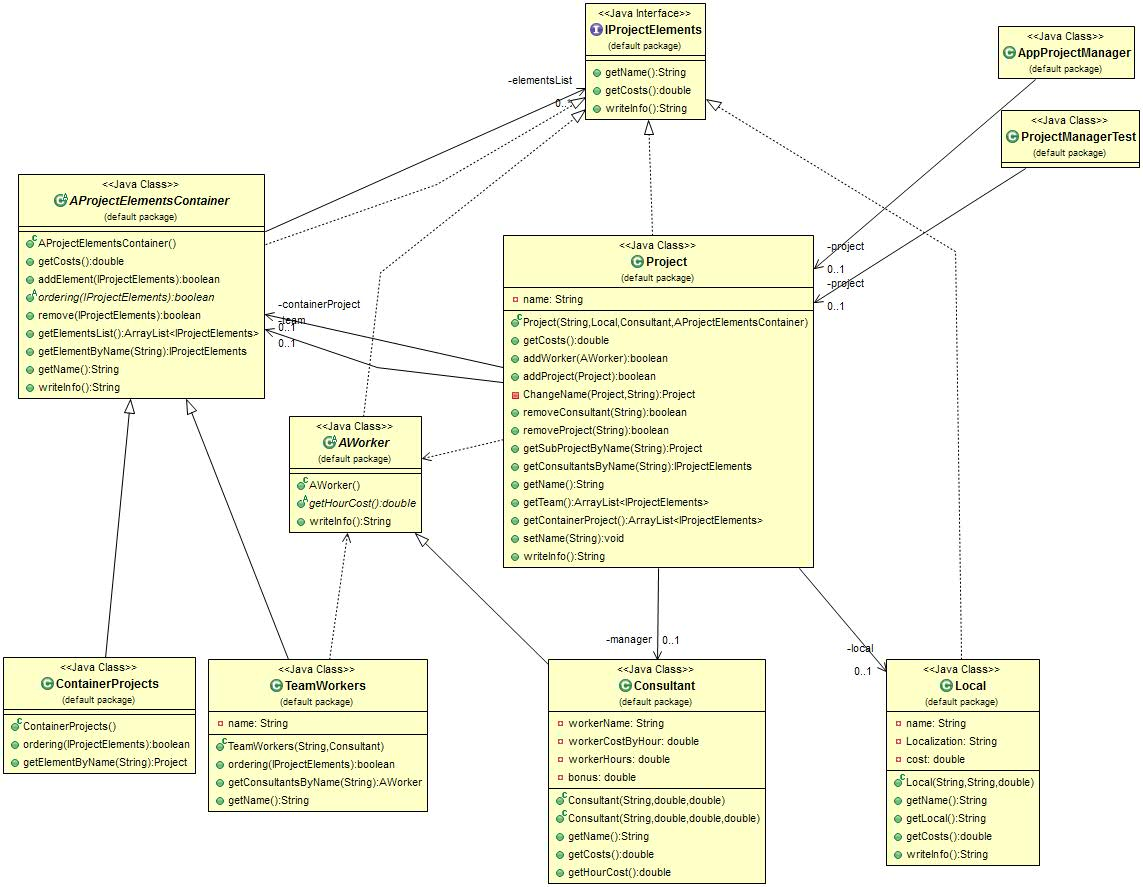 <<Java Interface>>
IProjectElements
(default package)
getName():String
getCosts():double
writeInfo():String
<<Java Class>>
AppProjectManager
(default package)
<<Java Class>>
ProjectManagerTest
(default package)
-elementsList
0..*
<<Java Class>>
AProjectElementsContainer
(default package)
AProjectElementsContainer()
getCosts():double
addElement(IProjectElements):boolean
ordering(IProjectElements):boolean
remove(IProjectElements):boolean
getElementsList():ArrayList<IProjectElements>
getElementByName(String):IProjectElements
getName():String
writeInfo():String
-containerProject
0..1
-team
0..1
<<Java Class>>
Project
(default package)
name: String
Project(String,Local,Consultant,AProjectElementsContainer)
getCosts():double
addWorker(AWorker):boolean
addProject(Project):boolean
ChangeName(Project,String):Project
removeConsultant(String):boolean
removeProject(String):boolean
getSubProjectByName(String):Project
getConsultantsByName(String):IProjectElements
getName():String
getTeam():ArrayList<IProjectElements>
getContainerProject():ArrayList<IProjectElements>
setName(String):void
writeInfo():String
-project
0..1
-project
0..1
<<Java Class>>
AWorker
(default package)
AWorker()
getHourCost():double
writeInfo():String
-manager
0..1
-local
0..1
<<Java Class>>
ContainerProjects
(default package)
ContainerProjects()
ordering(IProjectElements):boolean
getElementByName(String):Project
<<Java Class>>
TeamWorkers
(default package)
name: String
TeamWorkers(String,Consultant)
ordering(IProjectElements):boolean
getConsultantsByName(String):AWorker
getName():String
<<Java Class>>
Consultant
(default package)
workerName: String
workerCostByHour: double
workerHours: double
bonus: double
Consultant(String,double,double)
Consultant(String,double,double,double)
getName():String
getCosts():double
getHourCost():double
<<Java Class>>
Local
(default package)
name: String
Localization: String
cost: double
Local(String,String,double)
getName():String
getLocal():String
getCosts():double
writeInfo():String